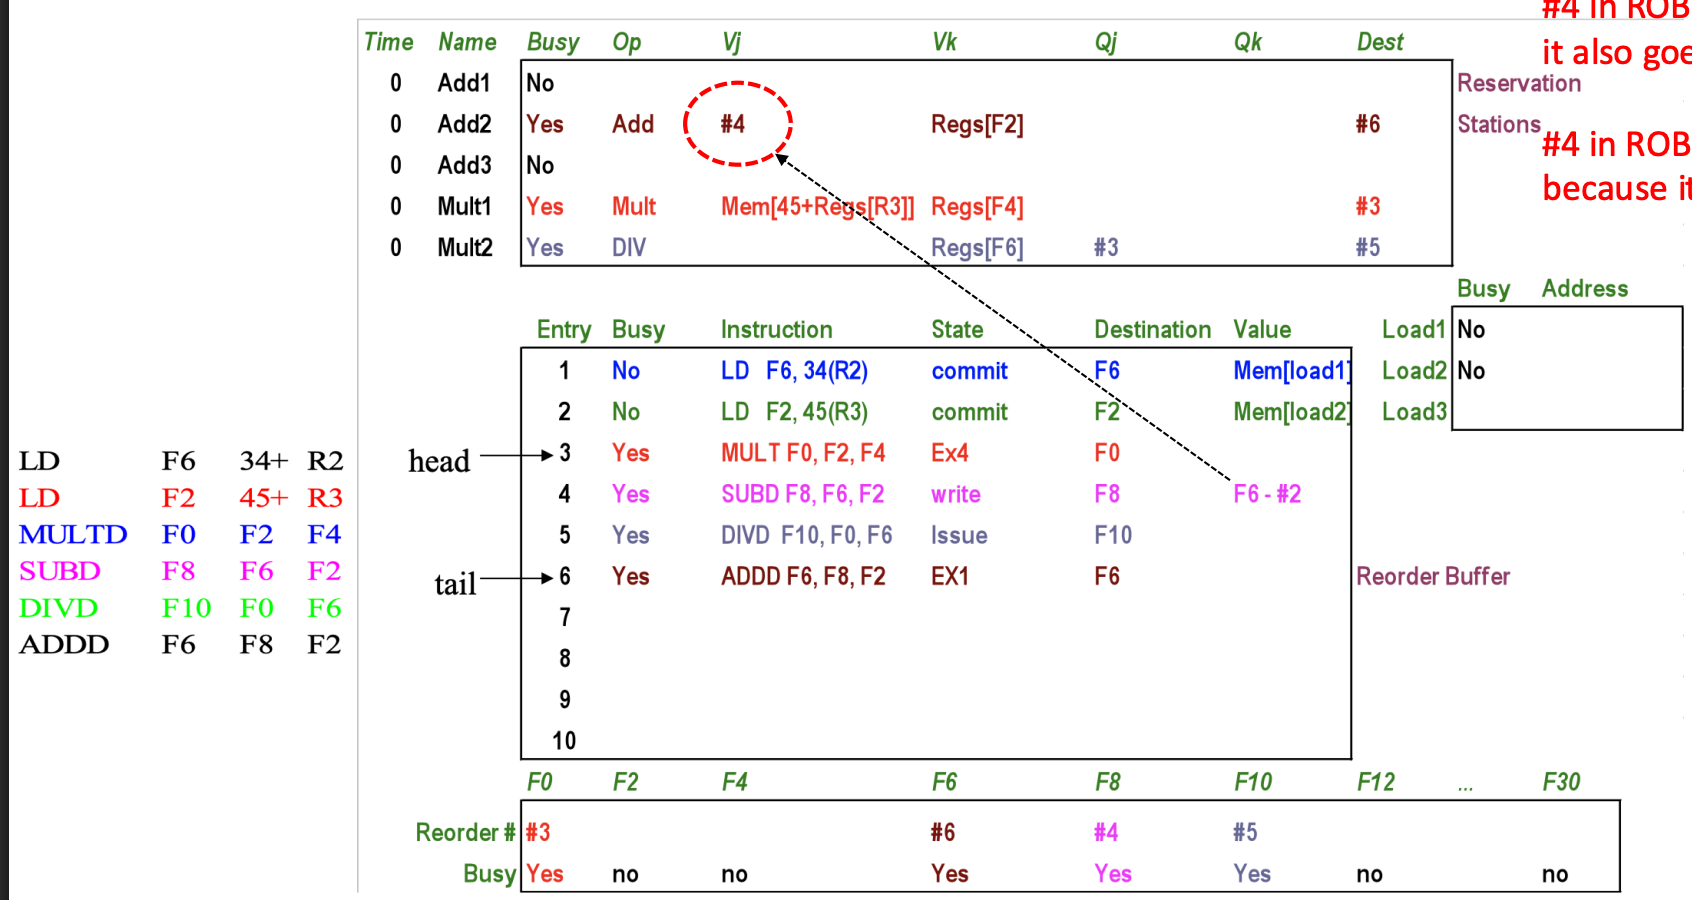 #4 in ROB
it also goe
Time Name Busy Op Vj Vk Qj Qk Dest
0 Add1 No Reservation
0 Add2 Yes Add #4 Regs[F2] #6 Stations
#4 in ROB
0 Add3 No
because it
0 Mult1 Yes Mult Mem[45+Regs[R3]] Regs[F4] #3
0 Mult2 Yes DIV Regs[F6] #3 #5
Busy Address
Entry Busy Instruction State Destination Value Load1 No
1 No LD F6, 34(R2) commit F6 Mem[load1] Load2 No
2 No LD F2, 45(R3) commit F2 Mem[load2] Load3
head 3 Yes MULT F0, F2, F4 Ex4 F0
4 Yes SUBD F8, F6, F2 write F8 F6 - #2
5 Yes DIVD F10, F0, F6 Issue F10
tail 6 Yes ADDD F6, F8, F2 EX1 F6 Reorder Buffer
7
8
9
10
LD F6 34+ R2
LD F2 45+ R3
MULTD F0 F2 F4
SUBD F8 F6 F2
DIVD F10 F0 F6
ADDD F6 F8 F2
F0 F2 F4 F6 F8 F10 F12 ... F30
Reorder # #3 #6 #4 #5
Busy Yes no no Yes Yes Yes no no